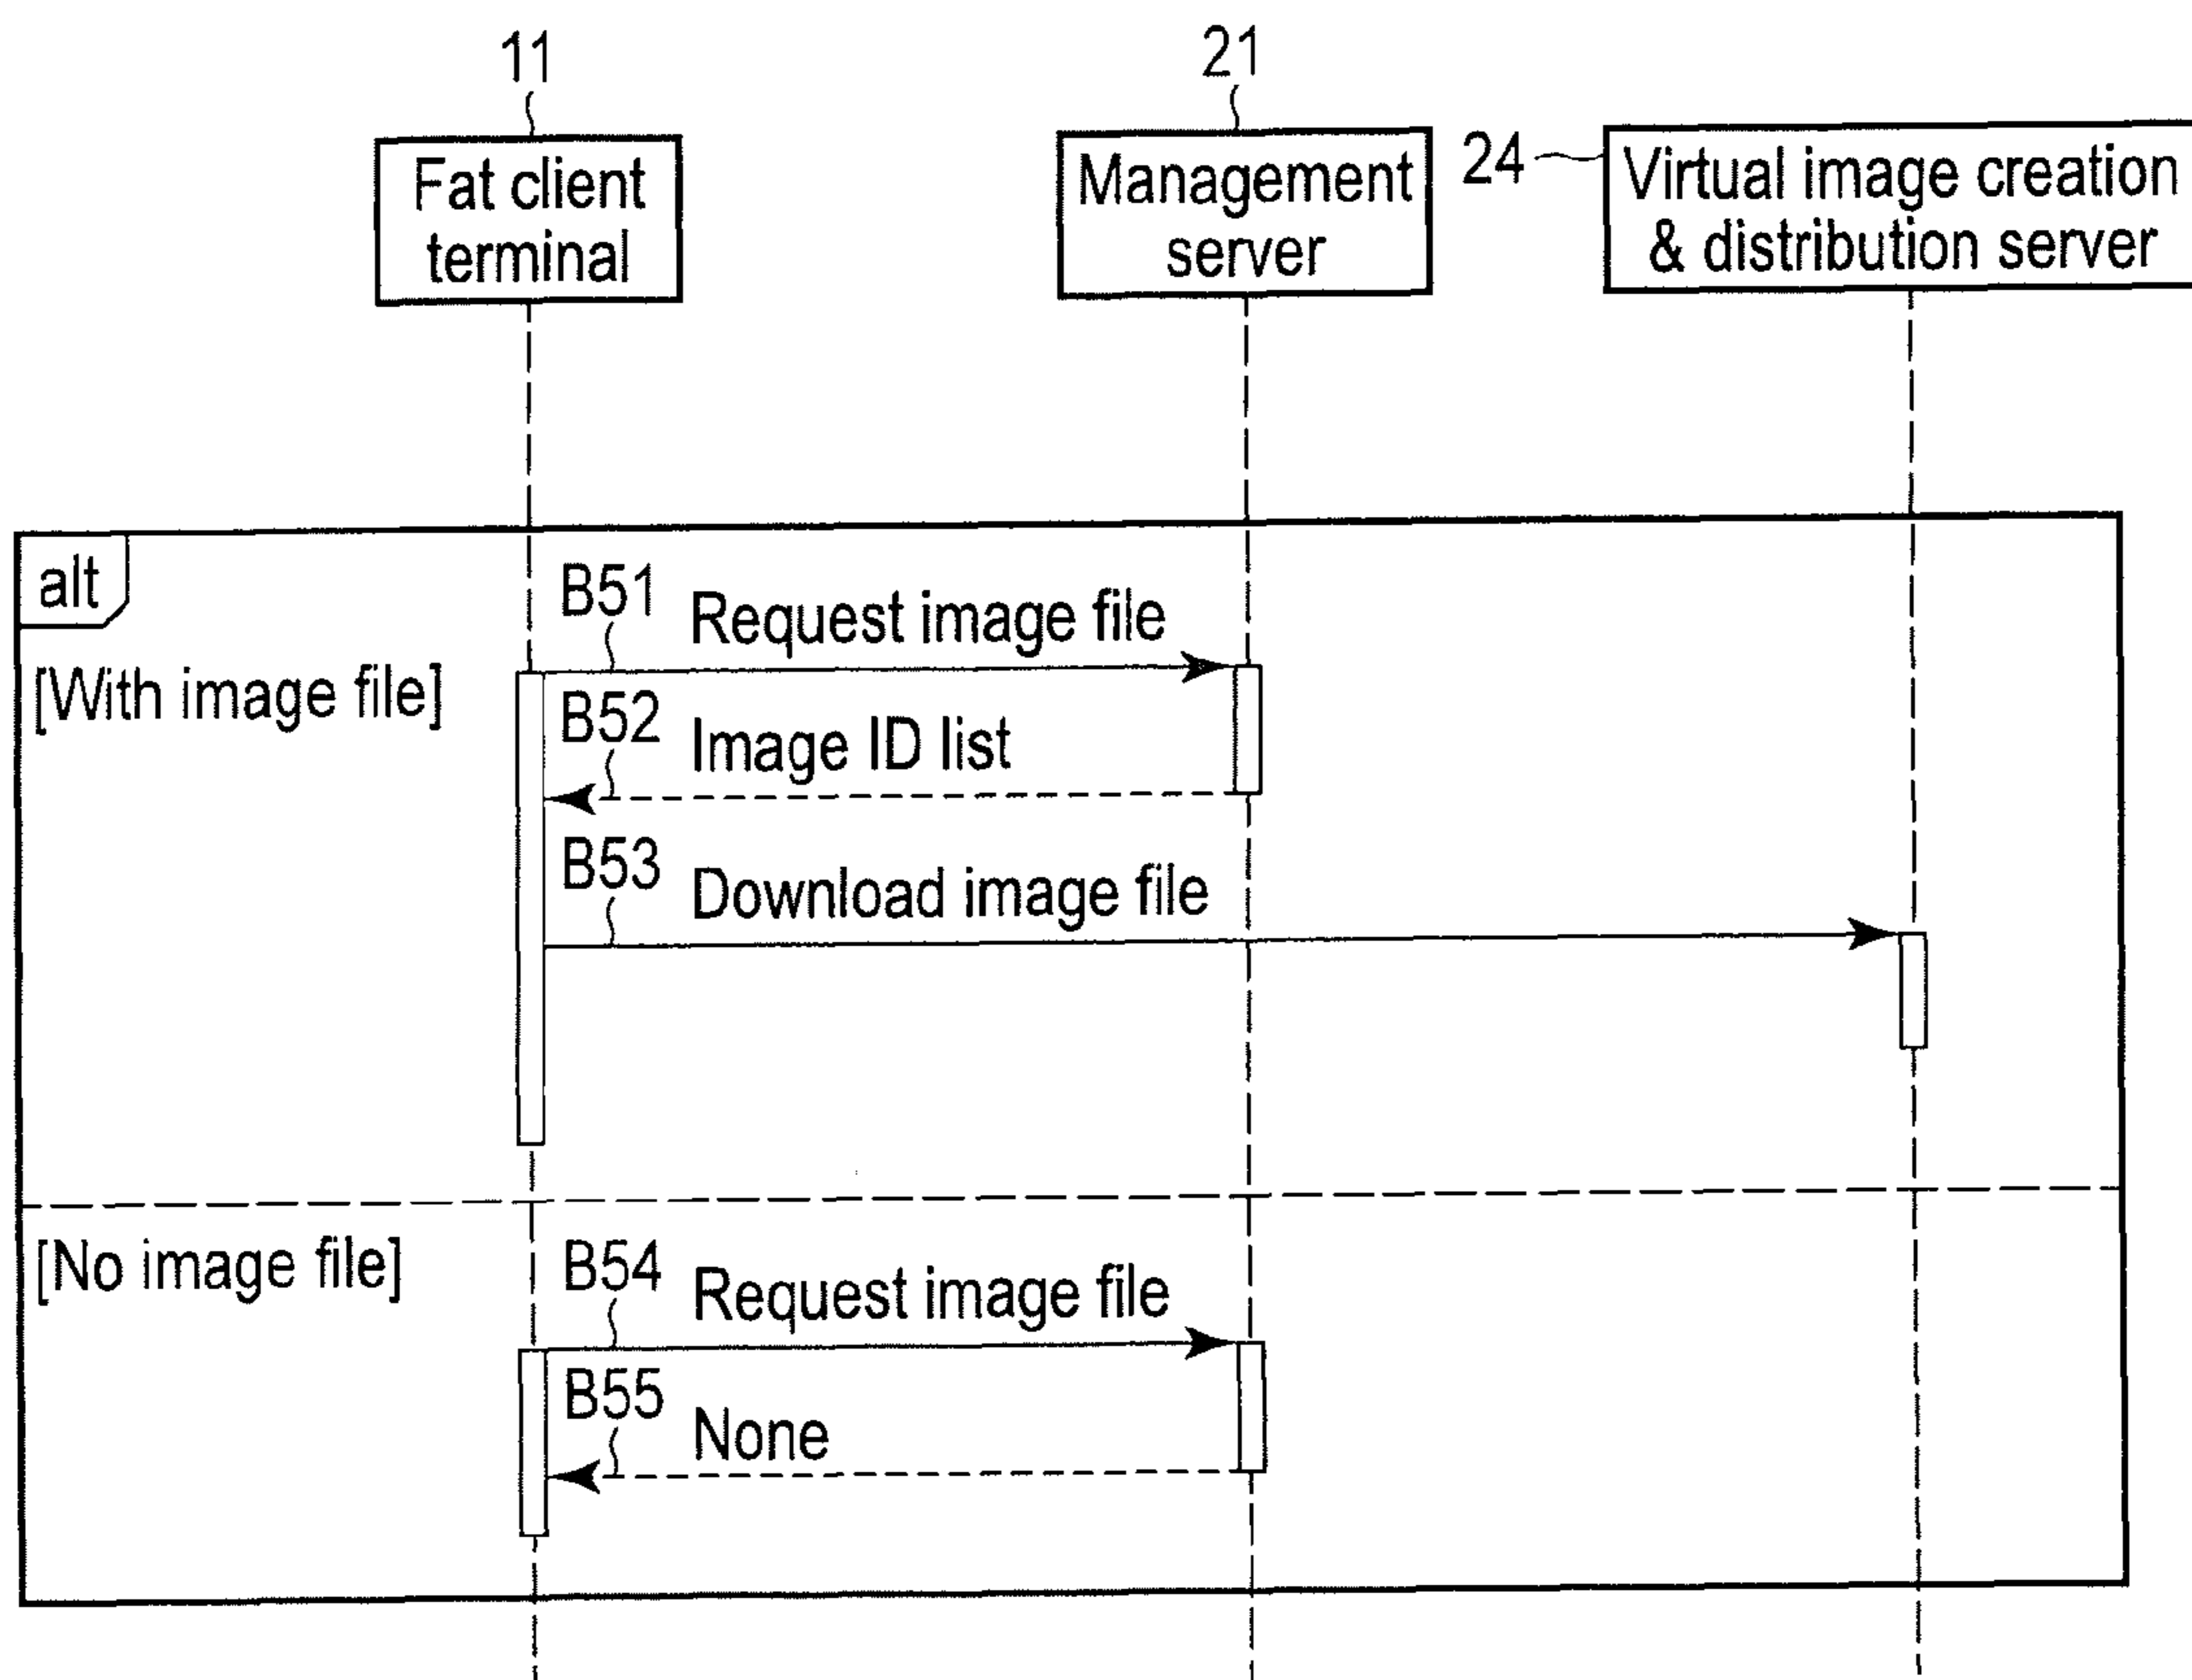 11
21
24
Fat client
terminal
Management
server
Virtual image creation
& distribution server
alt
[With image file]
B51
Request image file
B52
Image ID list
B53
Download image file
[No image file]
B54
Request image file
B55
None